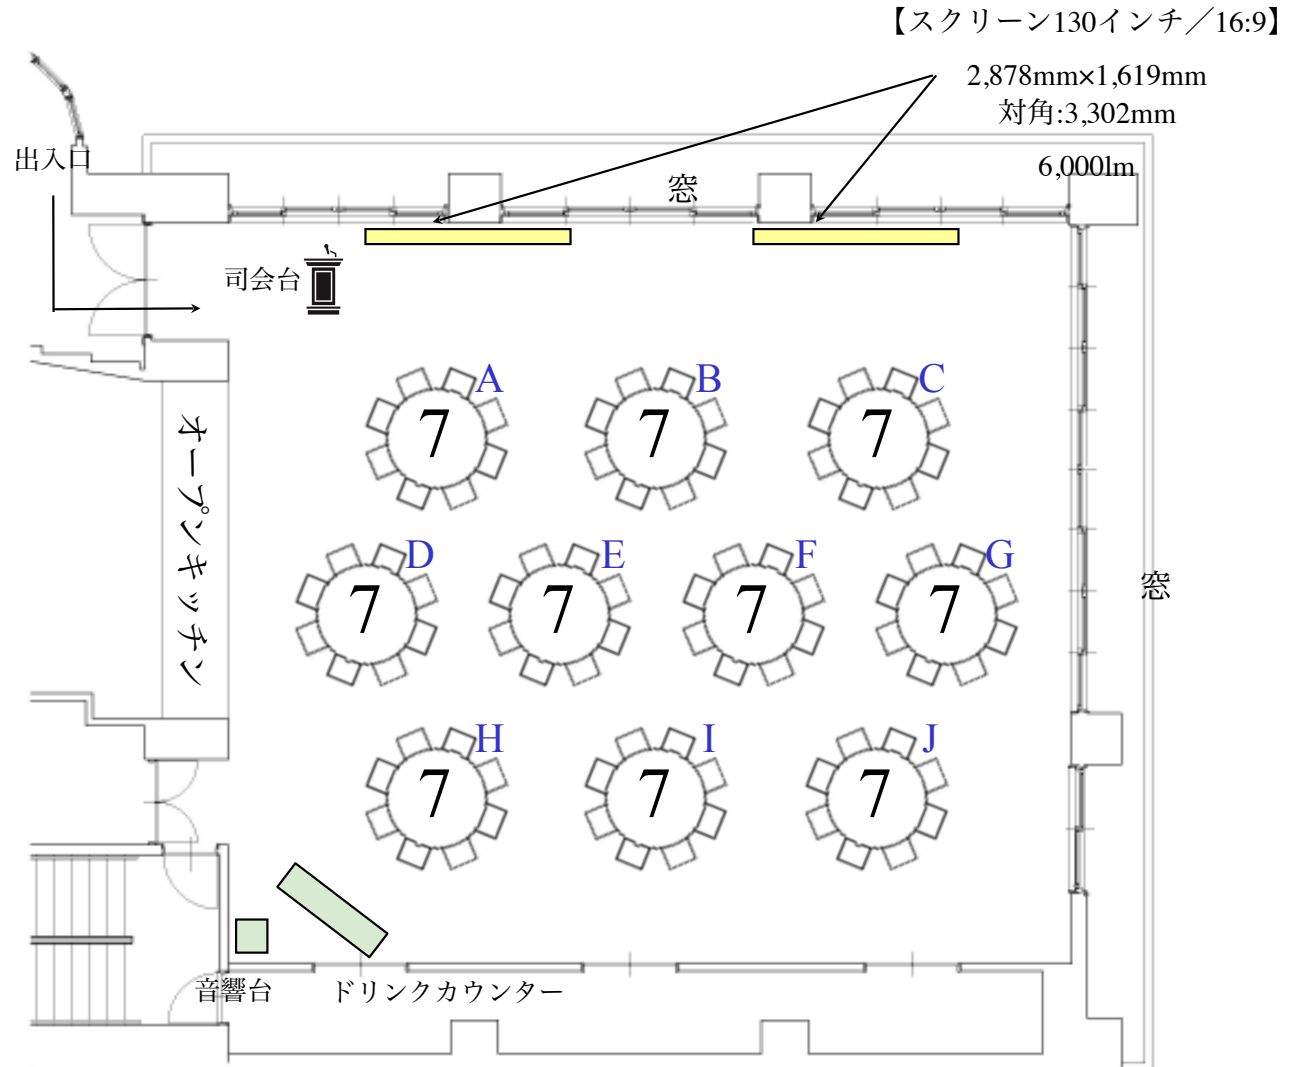 【スクリーン130インチ／16:9】
2,878mm×1,619mm
対角:3,302mm
6,000lm
出入口
窓
司会台
A
7
B
7
C
7
オープンキッチン
D
7
E
7
F
7
G
7
窓
H
7
I
7
J
7
音響台
ドリンクカウンター